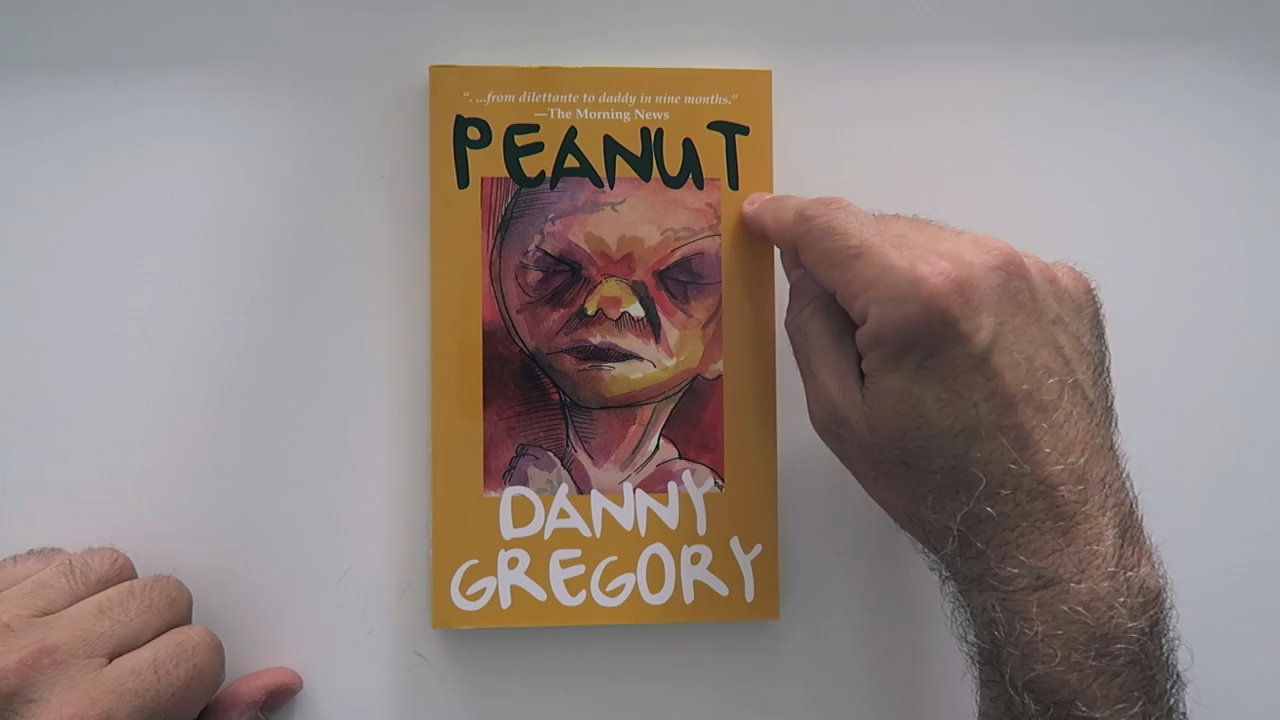 “. ...from dilettante to daddy in nine months.”
—The Morning News
PEANUT
DANNY
GREGORY